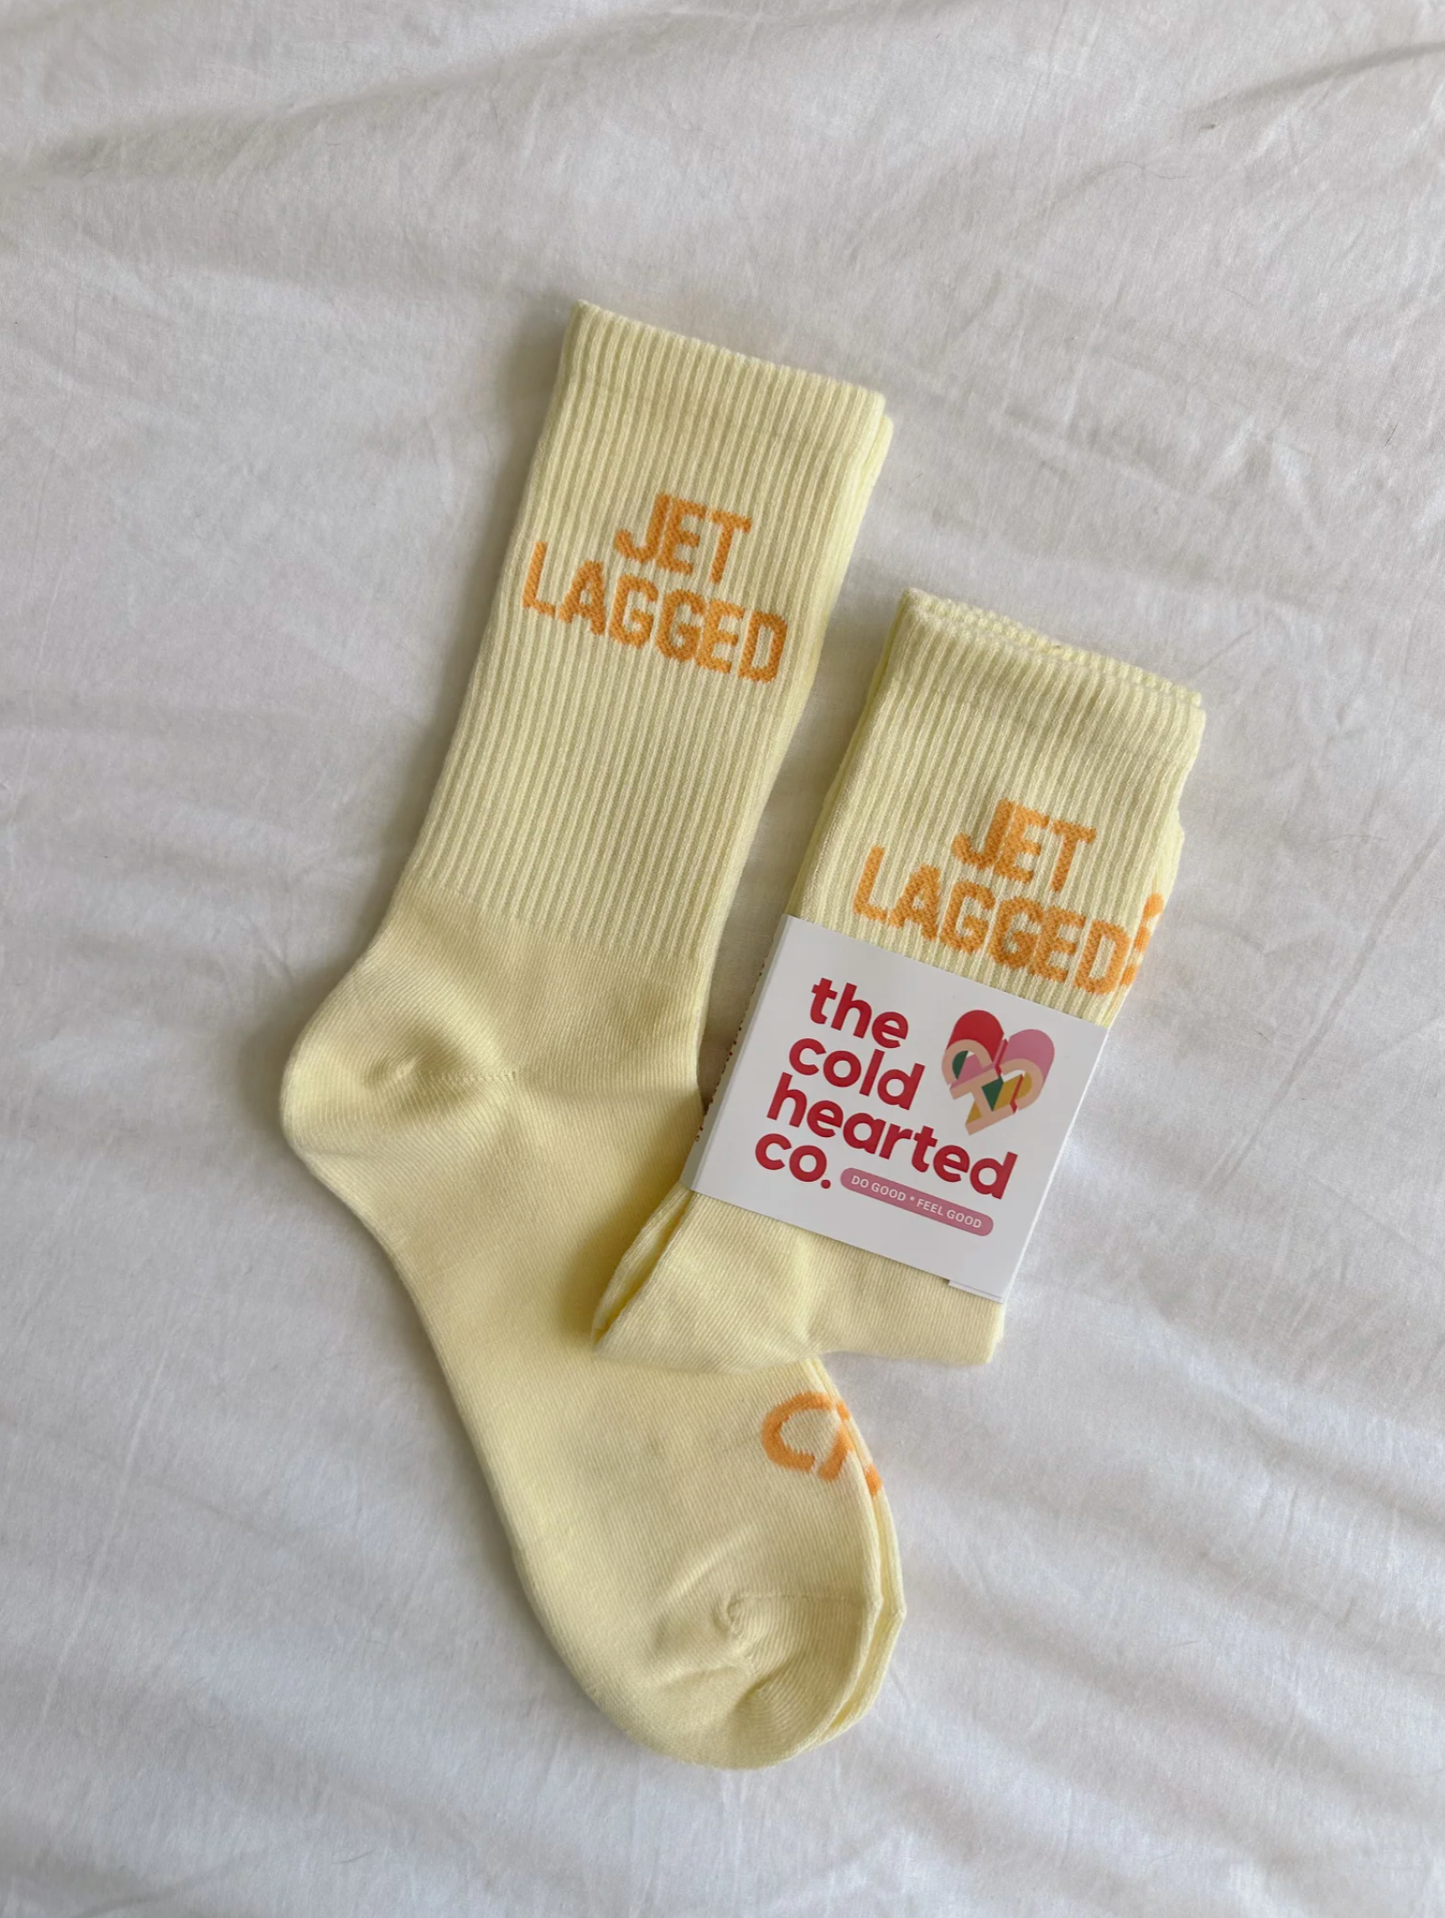 JET
LAGGED
JET
LAGGED
the
cold
hearted
co.
DO GOOD * FEEL GOOD